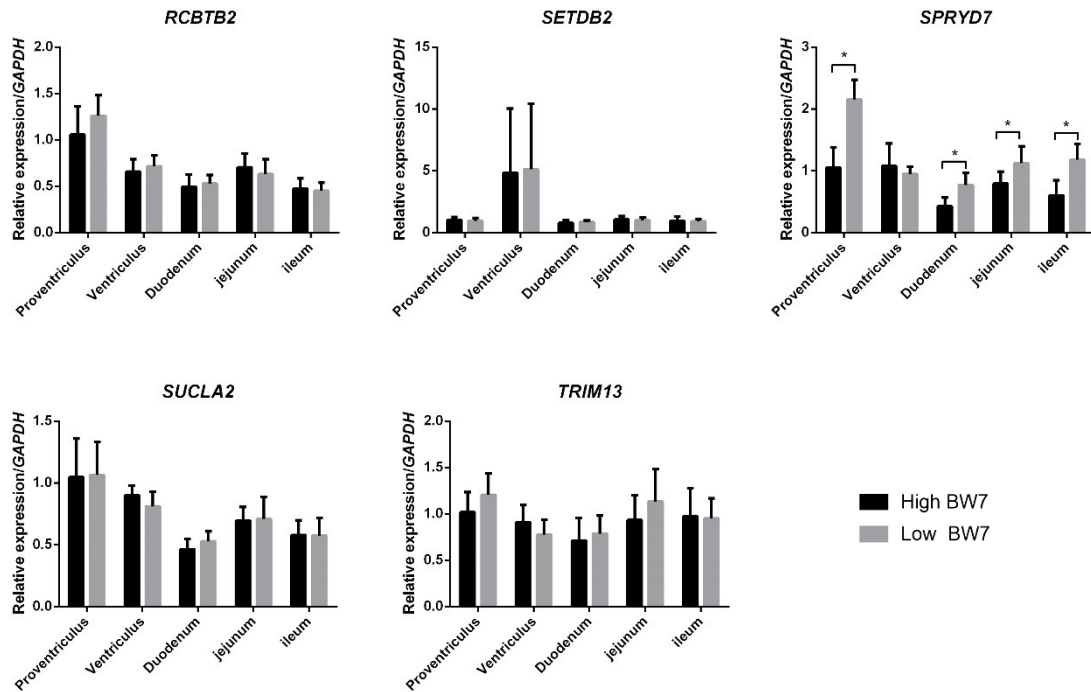 RCBTB2
Relative expression/GAPDH
2.0
1.5
1.0
0.5
0.0
Proventriculus
Ventriculus
Duodenum
jejunum
ileum
SETDB2
Relative expression/GAPDH
15
10
5
0
Proventriculus
Ventriculus
Duodenum
jejunum
ileum
SPRYD7
Relative expression/GAPDH
3
2
1
0
*
*
*
*
Proventriculus
Ventriculus
Duodenum
jejunum
ileum
SUCLA2
Relative expression/GAPDH
1.5
1.0
0.5
0.0
Proventriculus
Ventriculus
Duodenum
jejunum
ileum
TRIM13
Relative expression/GAPDH
2.0
1.5
1.0
0.5
0.0
Proventriculus
Ventriculus
Duodenum
jejunum
ileum
High BW7
Low BW7